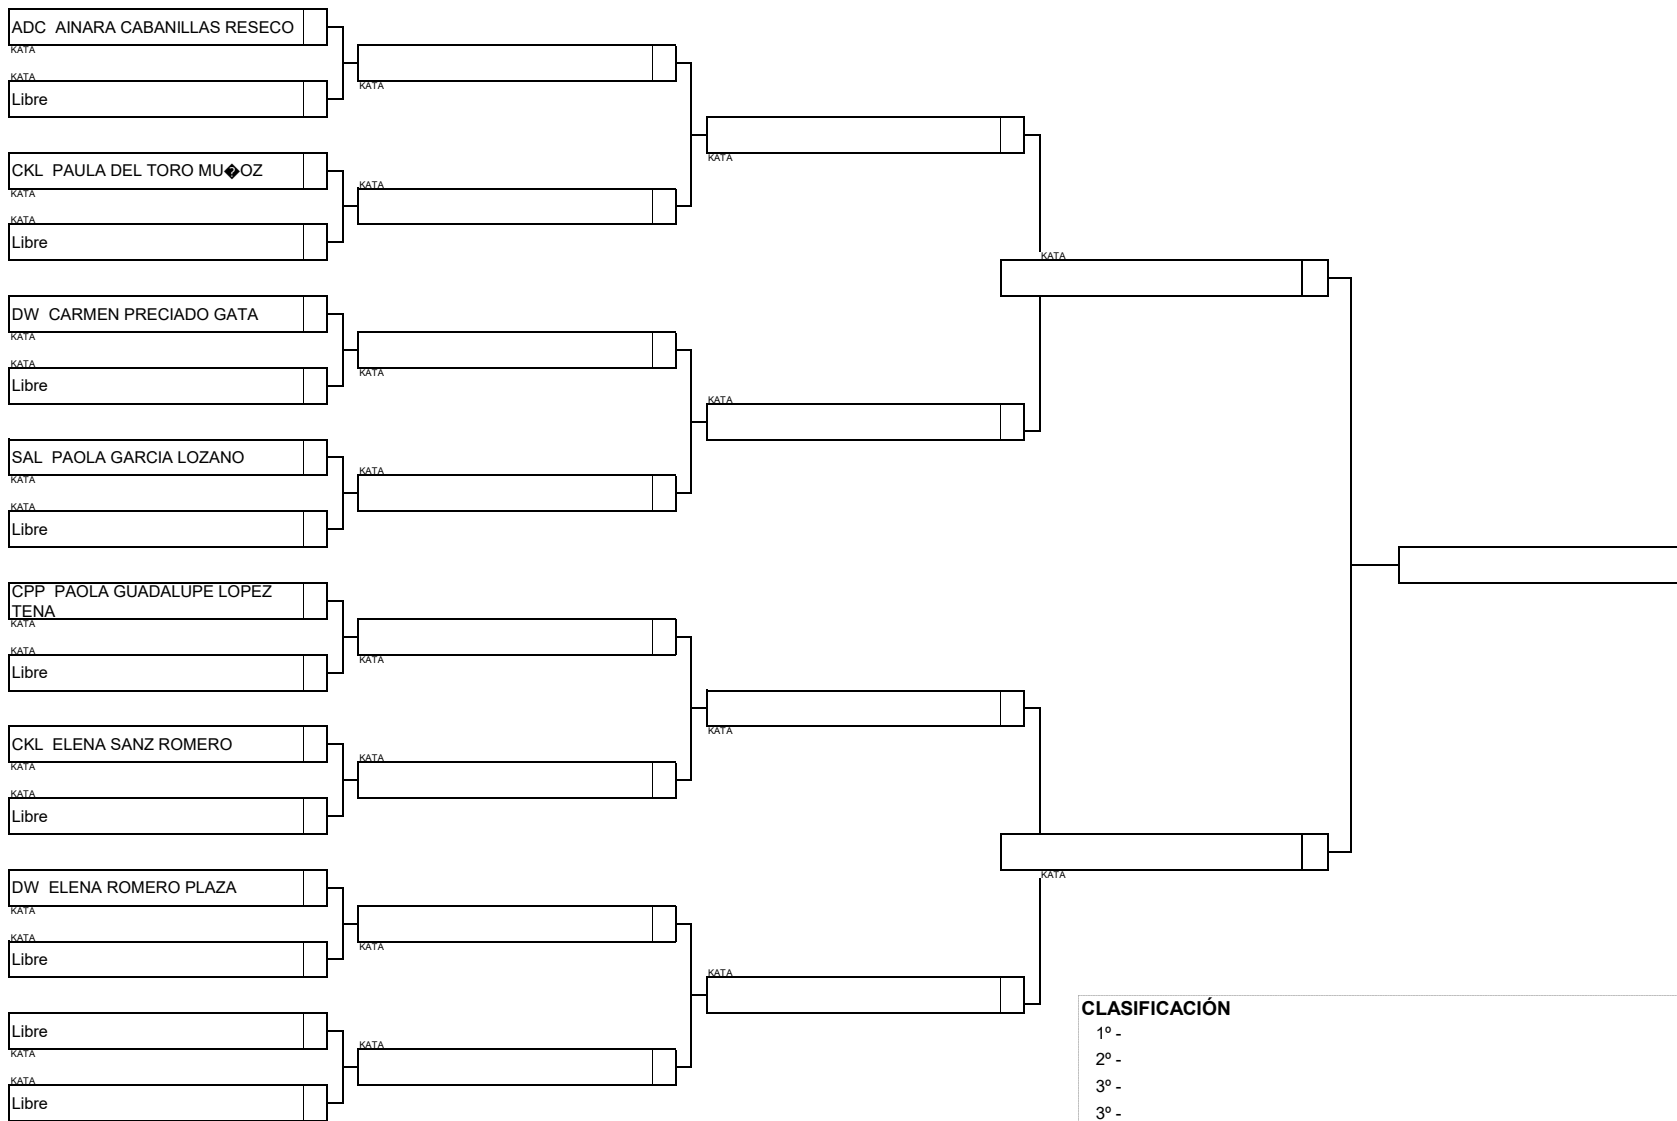 ADC  AINARA CABANILLAS RESECO
KATA
KATA
Libre
KATA
CKL  PAULA DEL TORO MU�OZ
KATA
KATA
Libre
KATA
KATA
DW  CARMEN PRECIADO GATA
KATA
KATA
Libre
KATA
SAL  PAOLA GARCIA LOZANO
KATA
KATA
Libre
KATA
KATA
KATA
CPP  PAOLA GUADALUPE LOPEZ
TENA
KATA
KATA
Libre
KATA
CKL  ELENA SANZ ROMERO
KATA
KATA
Libre
KATA
KATA
DW  ELENA ROMERO PLAZA
KATA
KATA
Libre
KATA
Libre
KATA
KATA
Libre
KATA
KATA
KATA
CLASIFICACIÓN
1º -
2º -
3º -
3º -